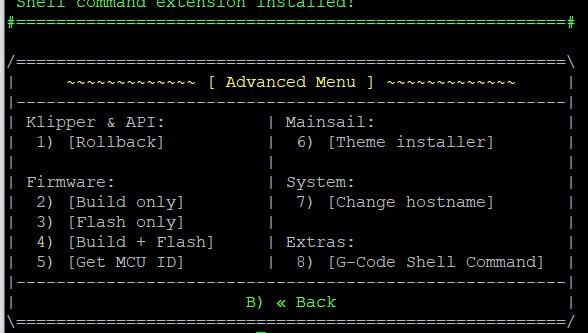 Shell command extension installed!
#=======================================================#
/=======================================================\
| ~~~~~~~~~~~~~ [ Advanced Menu ] ~~~~~~~~~~~~~ |
|-------------------------------------------------------|
| Klipper & API: | Mainsail: |
| 1) [Rollback] | 6) [Theme installer] |
| | |
| Firmware: | System: |
| 2) [Build only] | 7) [Change hostname] |
| 3) [Flash only] | |
| 4) [Build + Flash] | Extras: |
| 5) [Get MCU ID] | 8) [G-Code Shell Command] |
|-------------------------------------------------------|
| B) « Back |
\=======================================================/